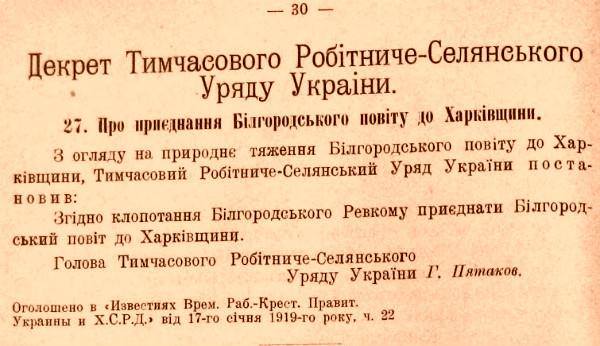 — 30 —
Декрет Тимчасового Робітниче-Селянського
Уряду України.
27. Про приєднання Білгородського повіту до Харківщини.
З огляду на природнє тяження Білгородського повіту до Хар-
ківщини, Тимчасовий Робітниче-Селянський Уряд України поста-
новив:
Згідно клопотання Білгородського Ревкому приєднати Білгород-
ський повіт до Харківщини.
Голова Тимчасового Робітниче-Селянського
Уряду України Г. Пятаков.
Оголошено в «Известиях Врем. Раб.-Крест. Правит.
Украины и Х.С.Р.Д.» від 17-го січня 1919-го року, ч. 22